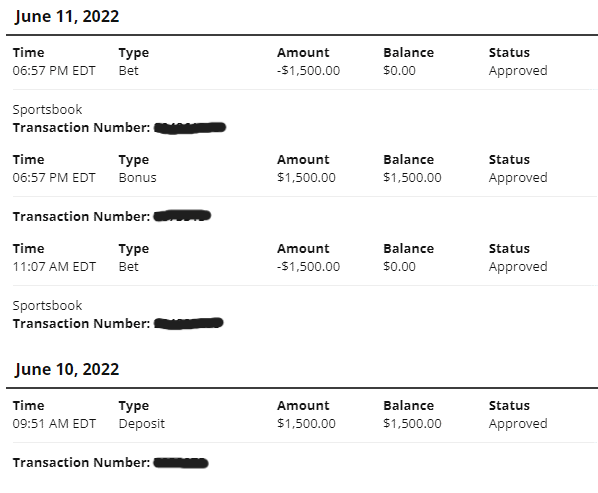 June 11, 2022
Time Type Amount Balance Status
06:57 PM EDT Bet -$1,500.00 $0.00 Approved
Sportsbook
Transaction Number:
Time Type Amount Balance Status
06:57 PM EDT Bonus $1,500.00 $1,500.00 Approved
Transaction Number:
Time Type Amount Balance Status
11:07 AM EDT Bet -$1,500.00 $0.00 Approved
Sportsbook
Transaction Number:
June 10, 2022
Time Type Amount Balance Status
09:51 AM EDT Deposit $1,500.00 $1,500.00 Approved
Transaction Number: